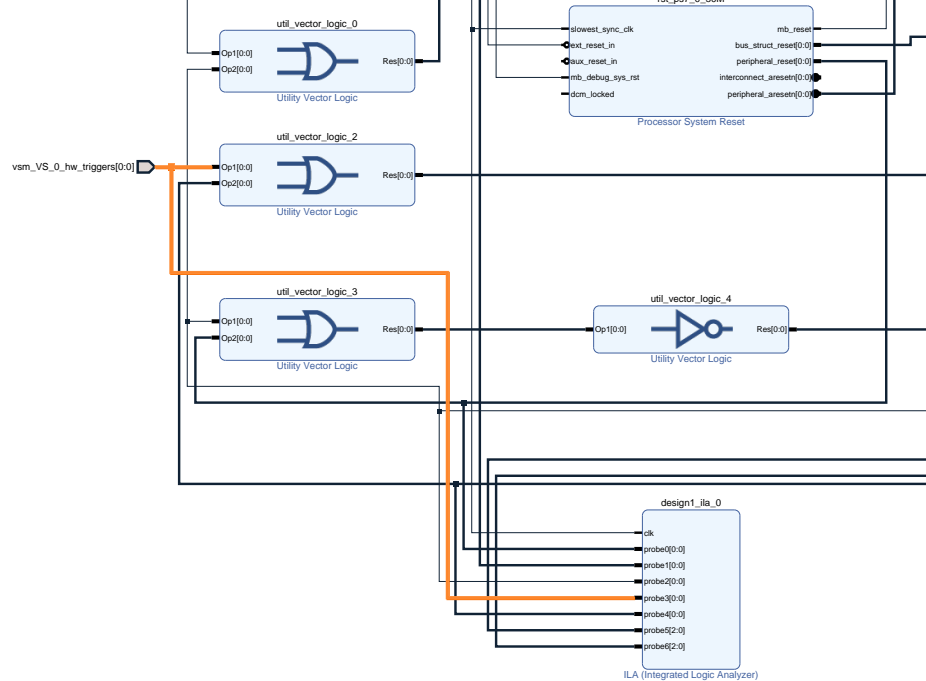 util_vector_logic_0
Op1[0:0]
Op2[0:0]
Res[0:0]
Utility Vector Logic
slowest_sync_clk
ext_reset_in
aux_reset_in
mb_debug_sys_rst
dcm_locked
mb_reset
bus_struct_reset[0:0]
peripheral_reset[0:0]
interconnect_aresetn[0:0]
peripheral_aresetn[0:0]
Processor System Reset
vsm_VS_0_hw_triggers[0:0]
util_vector_logic_2
Op1[0:0]
Op2[0:0]
Res[0:0]
Utility Vector Logic
util_vector_logic_3
Op1[0:0]
Op2[0:0]
Res[0:0]
Utility Vector Logic
util_vector_logic_4
Op1[0:0]
Res[0:0]
Utility Vector Logic
design1_ila_0
clk
probe0[0:0]
probe1[0:0]
probe2[0:0]
probe3[0:0]
probe4[0:0]
probe5[2:0]
probe6[2:0]
ILA (Integrated Logic Analyzer)